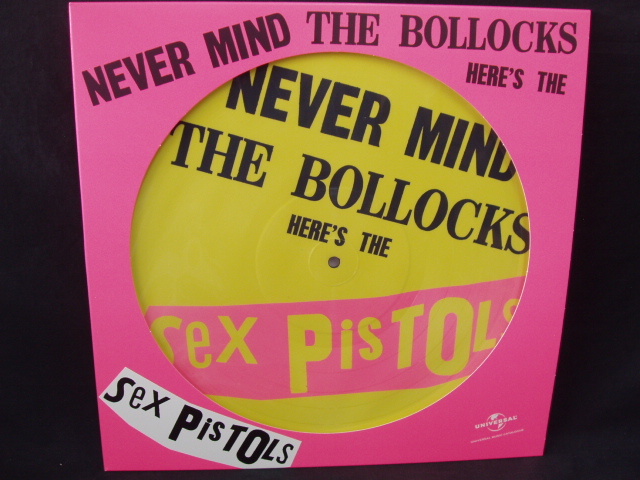 NEVER MIND THE BOLLOCKS
HERE'S THE
NEVER MIND
THE BOLLOCKS
HERE'S THE
Sex PisTOLs
Sex PisTOLs
UNIVERSAL